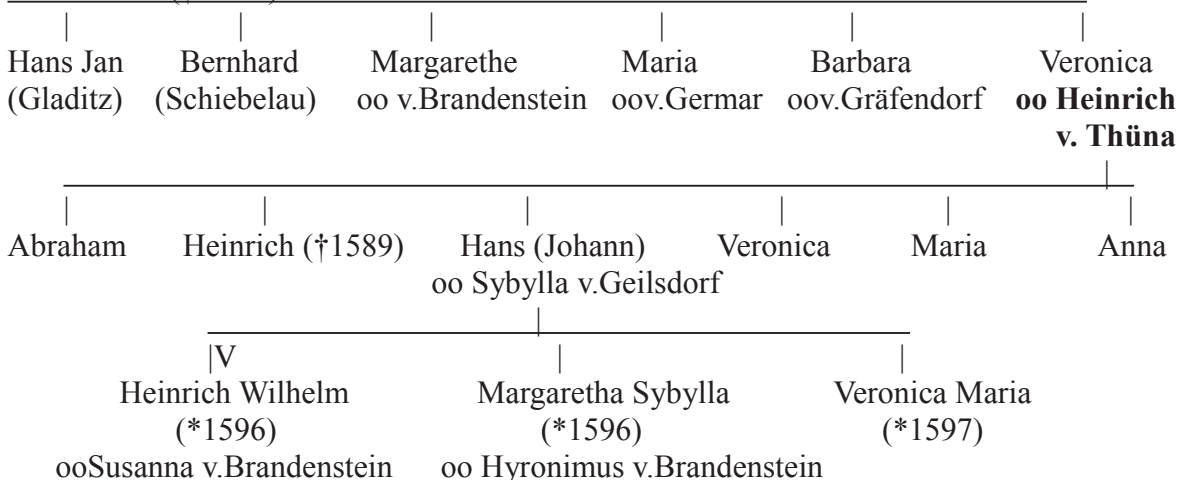 Hans Jan Bernhard Margarethe Maria Barbara Veronica
(Gladitz) (Schiebelau) oo v.Brandenstein oov.Germar oov.Gräfendorf oo Heinrich
v. Thüna
Abraham Heinrich (†1589) Hans (Johann) Veronica Maria Anna
oo Sybylla v.Geilsdorf
|V
Heinrich Wilhelm Margaretha Sybylla Veronica Maria
(*1596) (*1596) (*1597)
ooSusanna v.Brandenstein oo Hyronimus v.Brandenstein